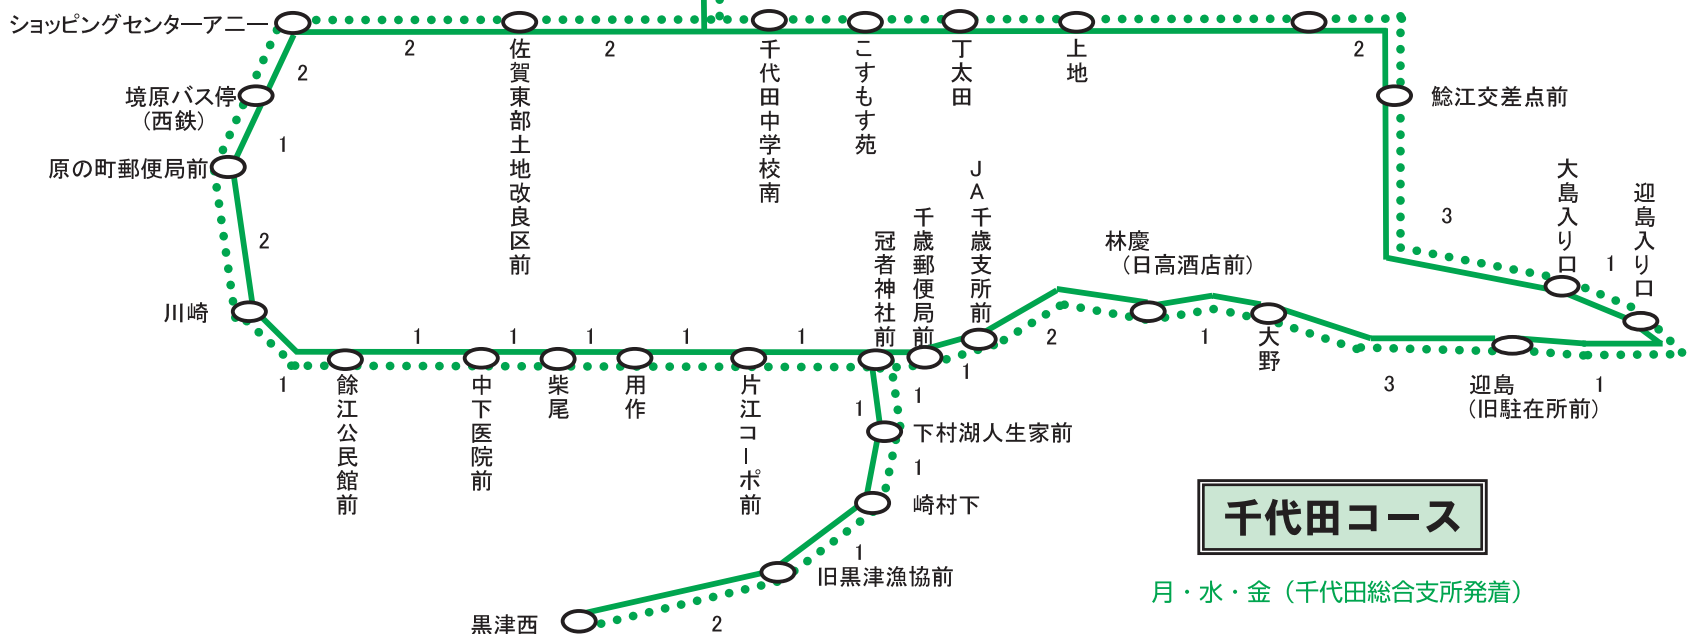 ショッピングセンターアニー
2
2
2
佐賀東部土地改良区前
千代田中学校南
こすもす苑
丁太田
上地
2
境原バス停
（西鉄）
鯰江交差点前
1
原の町郵便局前
大島入り口
迎島入り口
3
1
2
冠者神社前
千歳郵便局前
JA千歳支所前
林慶
（日高酒店前）
川崎
1
1
1
1
1
2
1
大野
1
1
1
3
迎島
（旧駐在所前）
1
餘江公民館前
中下医院前
柴尾
用作
片江コーポ前
1
下村湖人生家前
1
崎村下
千代田コース
1
旧黒津漁協前
月・水・金（千代田総合支所発着）
黒津西
2